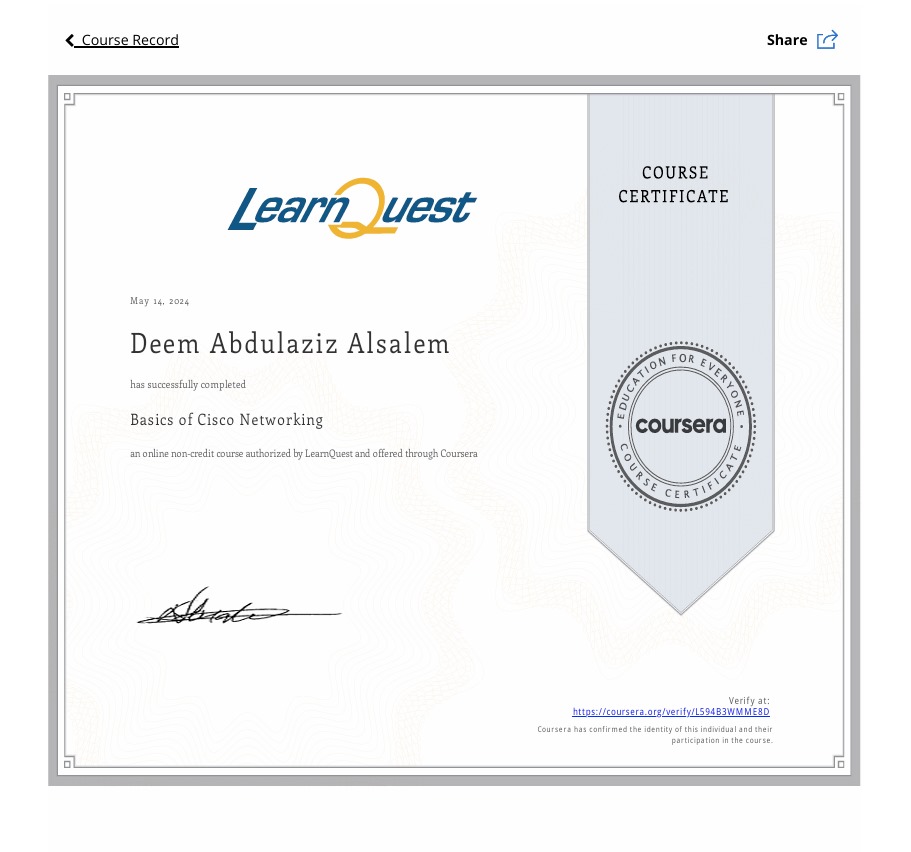 Course Record
Share
LearnQuest
COURSE
CERTIFICATE
May 14, 2024
Deem Abdulaziz Alsalem
has successfully completed
Basics of Cisco Networking
an online non-credit course authorized by LearnQuest and offered through Coursera
EDUCATION FOR EVERYONE
coursera
COURSE CERTIFICATE
Verify at:
https://coursera.org/verify/L594B3WMME8D
Coursera has confirmed the identity of this individual and their
participation in the course.